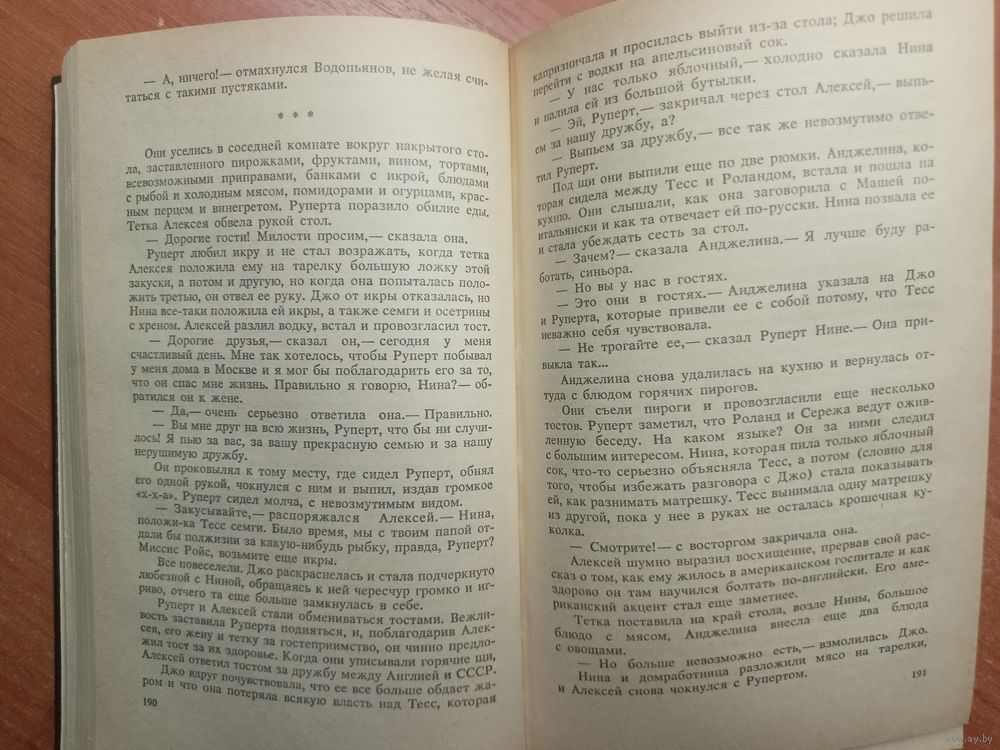 — А, ничего!— отмахнулся Водопьянов, не желая счи-
таться с такими пустяками.
* * *
Они уселись в соседней комнате вокруг накрытого сто-
ла, заставленного пирожками, фруктами, вином, тортами,
всевозможными приправами, банками с икрой, блюдами
с рыбой и холодным мясом, помидорами и огурцами, крас-
ным перцем и винегретом. Руперта поразило обилие еды.
Тетка Алексея обвела рукой стол.
— Дорогие гости! Милости просим,— сказала она.
Руперт любил икру и не стал возражать, когда тетка
Алексея положила ему на тарелку большую ложку этой
закуски, а потом и другую, но когда она попыталась поло-
жить третью, он отвел ее руку. Джо от икры отказалась, но
Нина все-таки положила ей икры, а также семги и осетрины
с хреном. Алексей разлил водку, встал и провозгласил тост.
— Дорогие друзья,— сказал он,— сегодня у меня
счастливый день. Мне так хотелось, чтобы Руперт побывал
у меня дома в Москве и я мог бы поблагодарить его за то,
что он спас мне жизнь. Правильно я говорю, Нина?— об-
ратился он к жене.
— Да,— очень серьезно ответила она.— Правильно.
— Вы мне друг на всю жизнь, Руперт, что бы ни случи-
лось! Я пью за вас, за вашу прекрасную семью и за нашу
нерушимую дружбу.
Он проковылял к тому месту, где сидел Руперт, обнял
его одной рукой, чокнулся с ним и выпил, издав громкое
«х-х-а». Руперт сидел молча, с невозмутимым видом.
— Закусывайте,— распоряжался Алексей.— Нина,
положи-ка Тесс семги. Было время, мы с твоим папой от-
дали бы полжизни за какую-нибудь рыбку, правда, Руперт?
Миссис Ройс, возьмите еще икры.
Все повеселели. Джо раскраснелась и стала подчеркнуто
любезной с Ниной, обращаясь к ней чересчур громко и иг-
риво, отчего та еще больше замкнулась в себе.
Руперт и Алексей стали обмениваться тостами. Вежли-
вость заставила Руперта подняться, и, поблагодарив Алек-
сея, его жену и тетку за гостеприимство, он чинно предло-
жил тост за их здоровье. Когда они уписывали горячие щи,
Алексей ответил тостом за дружбу между Англией и СССР.
Джо вдруг почувствовала, что ее все больше обдает жа-
ром и что она потеряла всякую власть над Тесс, которая
190
капризничала и просилась выйти из-за стола; Джо решила
перейти с водки на апельсиновый сок.
— У нас только яблочный,— холодно сказала Нина
и налила ей из большой бутылки.
— Эй, Руперт,— закричал через стол Алексей,— выпь-
ем за нашу дружбу, а?
— Выпьем за дружбу,— все так же невозмутимо отве-
тил Руперт.
Под щи они выпили еще по две рюмки. Анджелина, ко-
торая сидела между Тесс и Роландом, встала и пошла на
кухню. Они слышали, как она заговорила с Машей по-
итальянски и как та отвечает ей по-русски. Нина позвала ее
и стала убеждать сесть за стол.
— Зачем?— сказала Анджелина.— Я лучше буду ра-
ботать, синьора.
— Но вы у нас в гостях.
— Это они в гостях.— Анджелина указала на Джо
и Руперта, которые привели ее с собой потому, что Тесс
неважно себя чувствовала.
— Не трогайте ее,— сказал Руперт Нине.— Она при-
выкла так...
Анджелина снова удалилась на кухню и вернулась от-
туда с блюдом горячих пирогов.
Они съели пироги и провозгласили еще несколько
тостов. Руперт заметил, что Роланд и Сережа ведут ожив-
ленную беседу. На каком языке? Он за ними следил
с большим интересом. Нина, которая пила только яблочный
сок, что-то серьезно объясняла Тесс, а потом (словно для
того, чтобы избежать разговора с Джо) стала показывать
ей, как разнимать матрешку. Тесс вынимала одну матрешку
из другой, пока у нее в руках не осталась крошечная ку-
колка.
— Смотрите!— с восторгом закричала она.
Алексей шумно выразил восхищение, прервав свой рас-
сказ о том, как ему жилось в американском госпитале и как
здорово он там научился болтать по-английски. Его аме-
риканский акцент стал еще заметнее.
Тетка поставила на край стола, возле Нины, большое
блюдо с мясом, Анджелина внесла еще два блюда
с овощами.
— Но больше невозможно есть,— взмолилась Джо.
Нина и домработница разложили мясо на тарелки,
и Алексей снова чокнулся с Рупертом.
191
www.ay.by